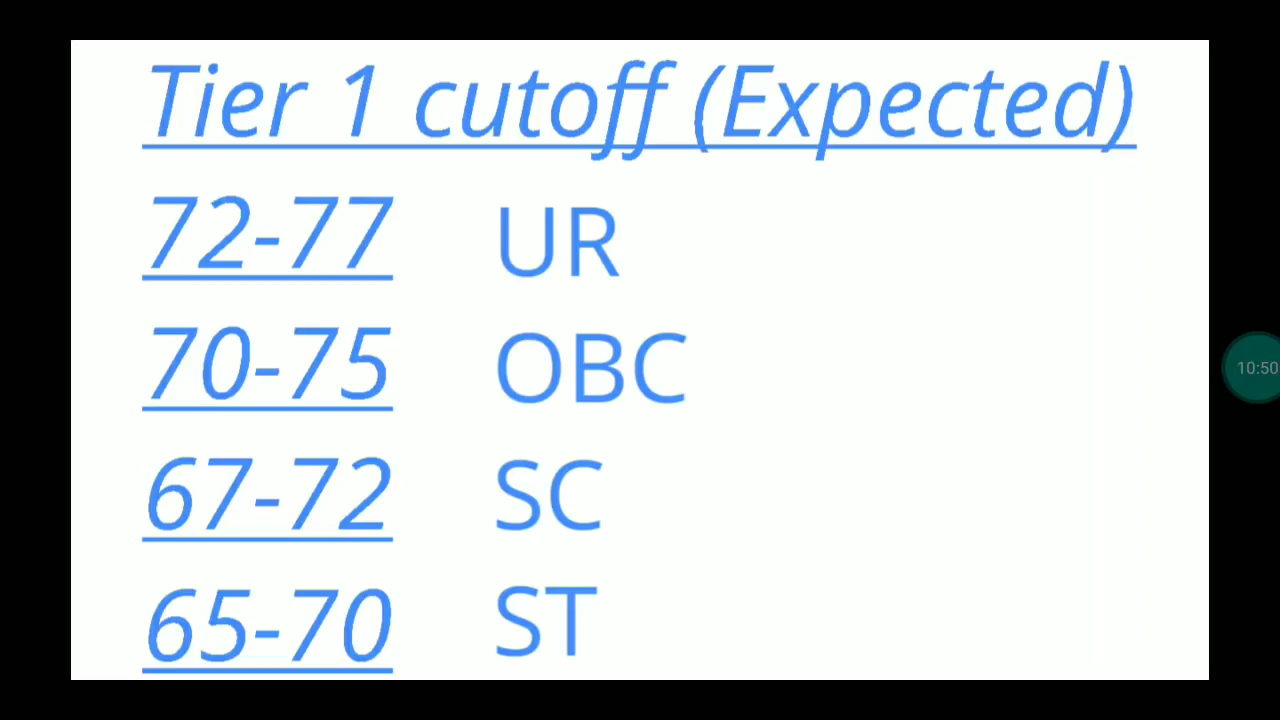 Tier 1 cutoff (Expected)
72-77 UR
70-75 OBC
67-72 SC
65-70 ST
10:50